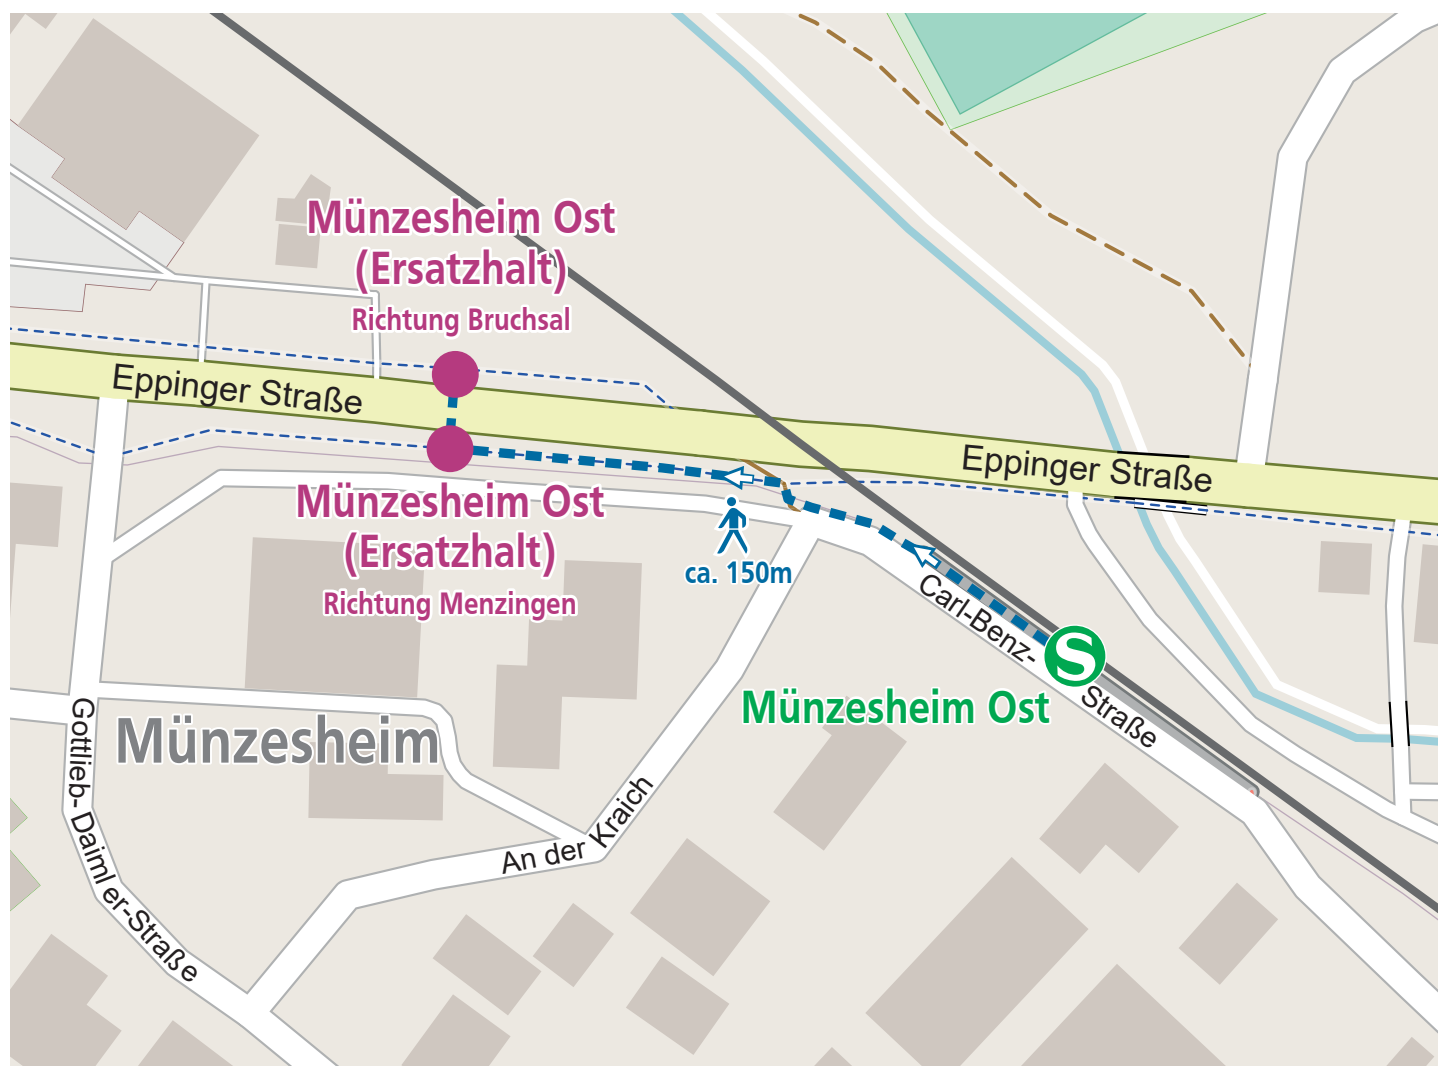 Münzesheim Ost
(Ersatzhalt)
Richtung Bruchsal
Eppinger Straße
Eppinger Straße
Münzesheim Ost
(Ersatzhalt)
Richtung Menzingen
ca. 150m
Carl-Benz-
Straße
S
Münzesheim Ost
Münzesheim
Gottlieb-Daimler-Straße
An der Kraich